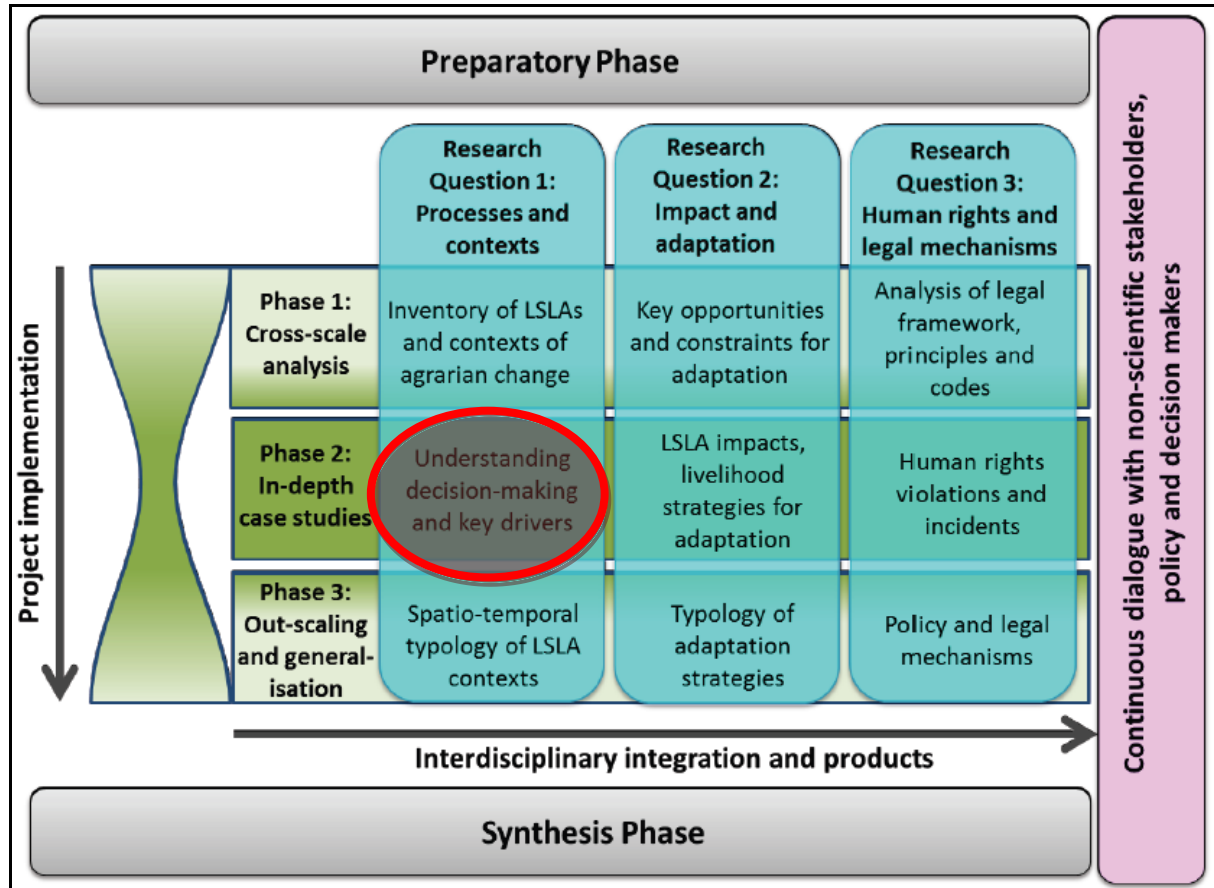 Preparatory Phase
Research
Question 1:
Processes and
contexts
Research
Question 2:
Impact and
adaptation
Research
Question 3:
Human rights and
legal mechanisms
Phase 1:
Cross-scale
analysis
Inventory of LSLAs
and contexts of
agrarian change
Key opportunities
and constraints for
adaptation
Analysis of legal
framework,
principles and
codes
Phase 2:
In-depth
case studies
Understanding
decision-making
and key drivers
LSLA impacts,
livelihood
strategies for
adaptation
Human rights
violations and
incidents
Phase 3:
Out-scaling
and general-
isation
Spatio-temporal
typology of LSLA
contexts
Typology of
adaptation
strategies
Policy and legal
mechanisms
Project implementation
Interdisciplinary integration and products
Synthesis Phase
Continuous dialogue with non-scientific stakeholders,
policy and decision makers